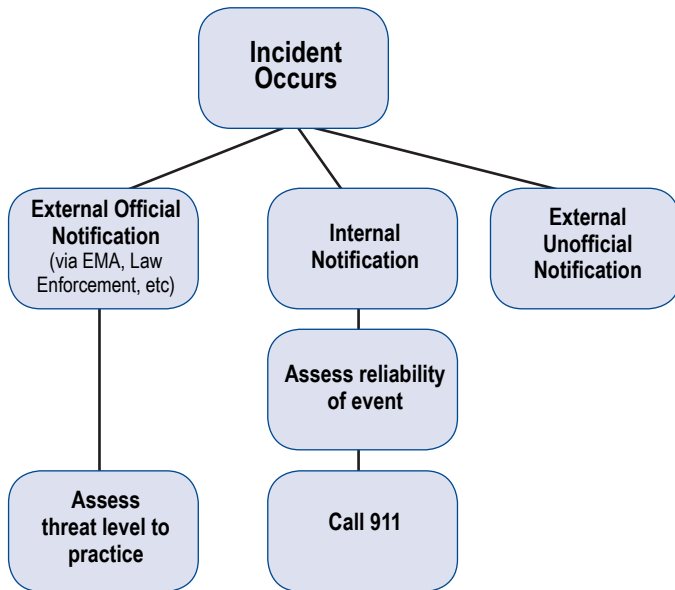 Incident
Occurs
External Official
Notification
(via EMA, Law
Enforcement, etc)
Internal
Notification
External
Unofficial
Notification
Assess reliability
of event
Assess
threat level to
practice
Call 911